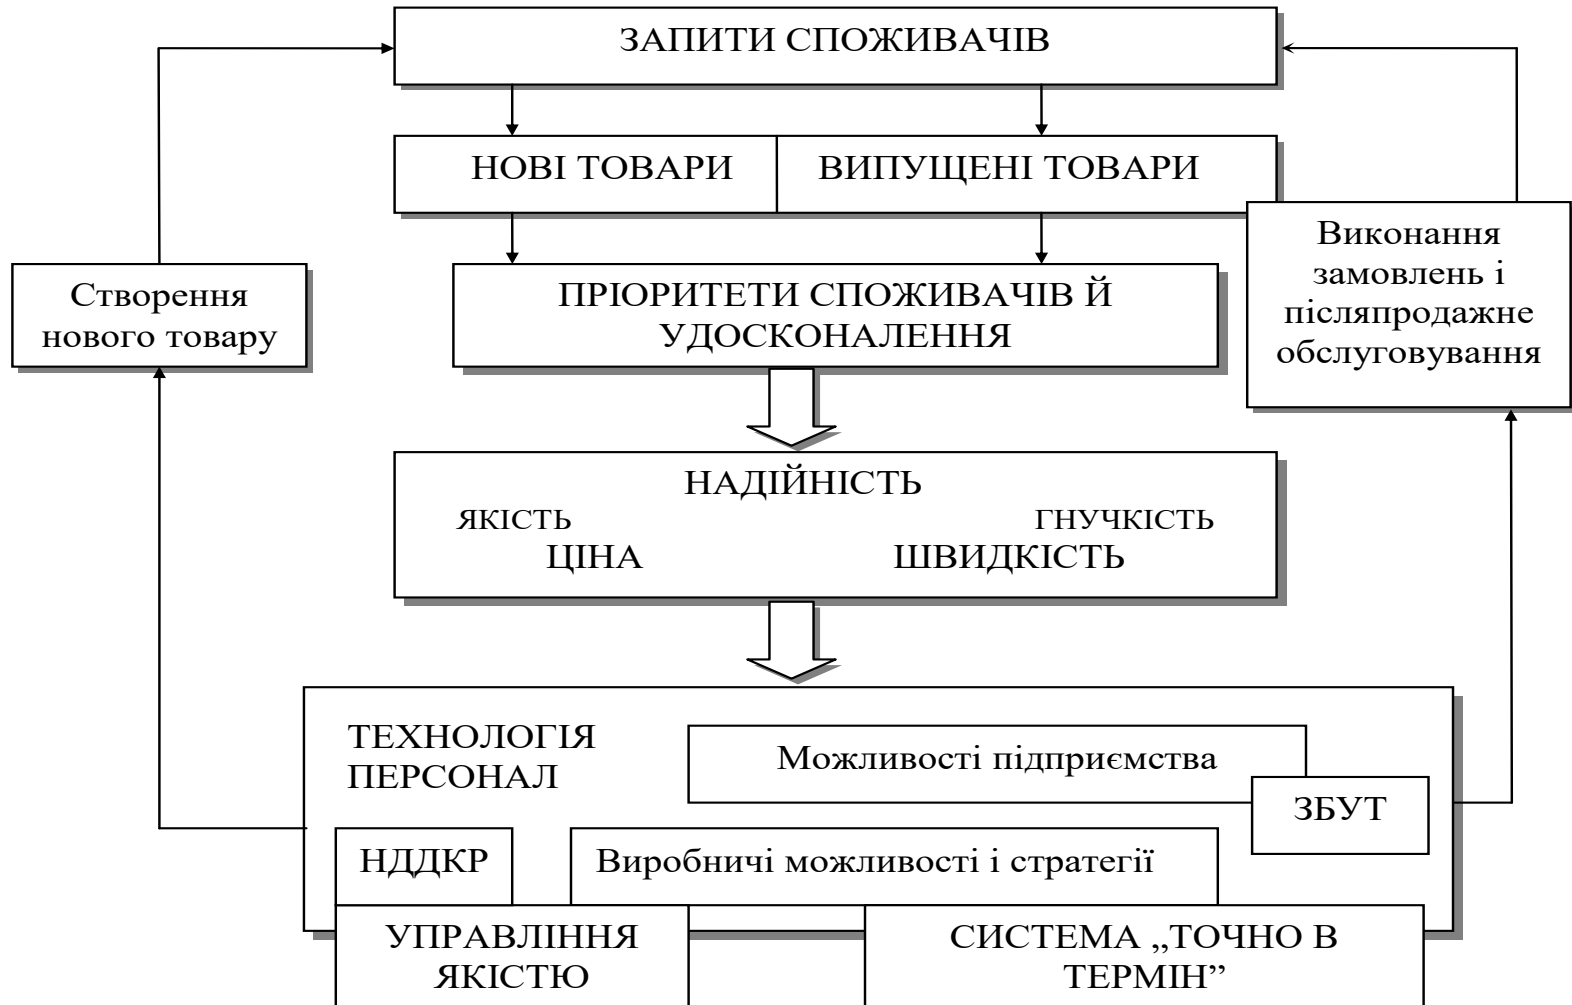 ЗАПИТИ СПОЖИВАЧІВ
НОВІ ТОВАРИ
ВИПУЩЕНІ ТОВАРИ
Створення
нового товару
ПРІОРИТЕТИ СПОЖИВАЧІВ Й
УДОСКОНАЛЕННЯ
Виконання
замовлень і
післяпродажне
обслуговування
НАДІЙНІСТЬ
ЯКІСТЬ
ГНУЧКІСТЬ
ЦІНА
ШВИДКІСТЬ
ТЕХНОЛОГІЯ
ПЕРСОНАЛ
Можливості підприємства
ЗБУТ
НДДКР
Виробничі можливості і стратегії
УПРАВЛІННЯ
ЯКІСТЮ
СИСТЕМА „ТОЧНО В
ТЕРМІН”